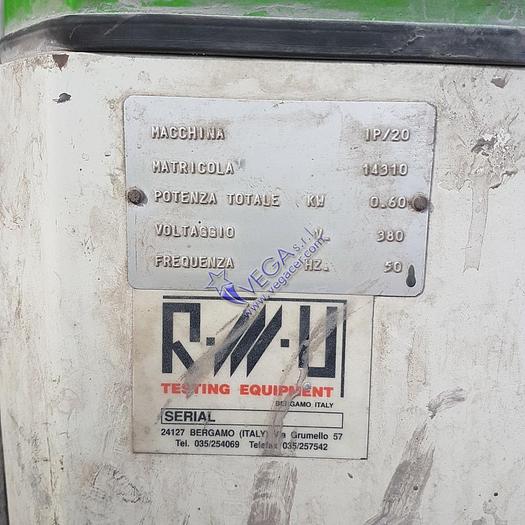 MACCHINA IP/20
MATRICOLA 14310
POTENZA TOTALE KW 0.60
VOLTAGGIO V 380
FREQUENZA HZ. 50
VEGA s.r.l.
www.vegacer.com
R·M·U
TESTING EQUIPMENT
BERGAMO ITALY
SERIAL
24127 BERGAMO (ITALY) Via Grumello 57
Tel. 035/254069 Telefax 035/257542